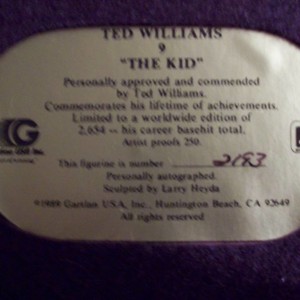 TED WILLIAMS
9
"THE KID"
Personally approved and commended
by Ted Williams.
Commemorates his lifetime of achievements.
Limited to a worldwide edition of
2,654 -- his career basehit total.
Artist proofs 250.
This figurine is number 2183
Personally autographed.
Sculpted by Larry Heyda
©1989 Gartlan USA, Inc., Huntington Beach, CA 92649
All rights reserved
G